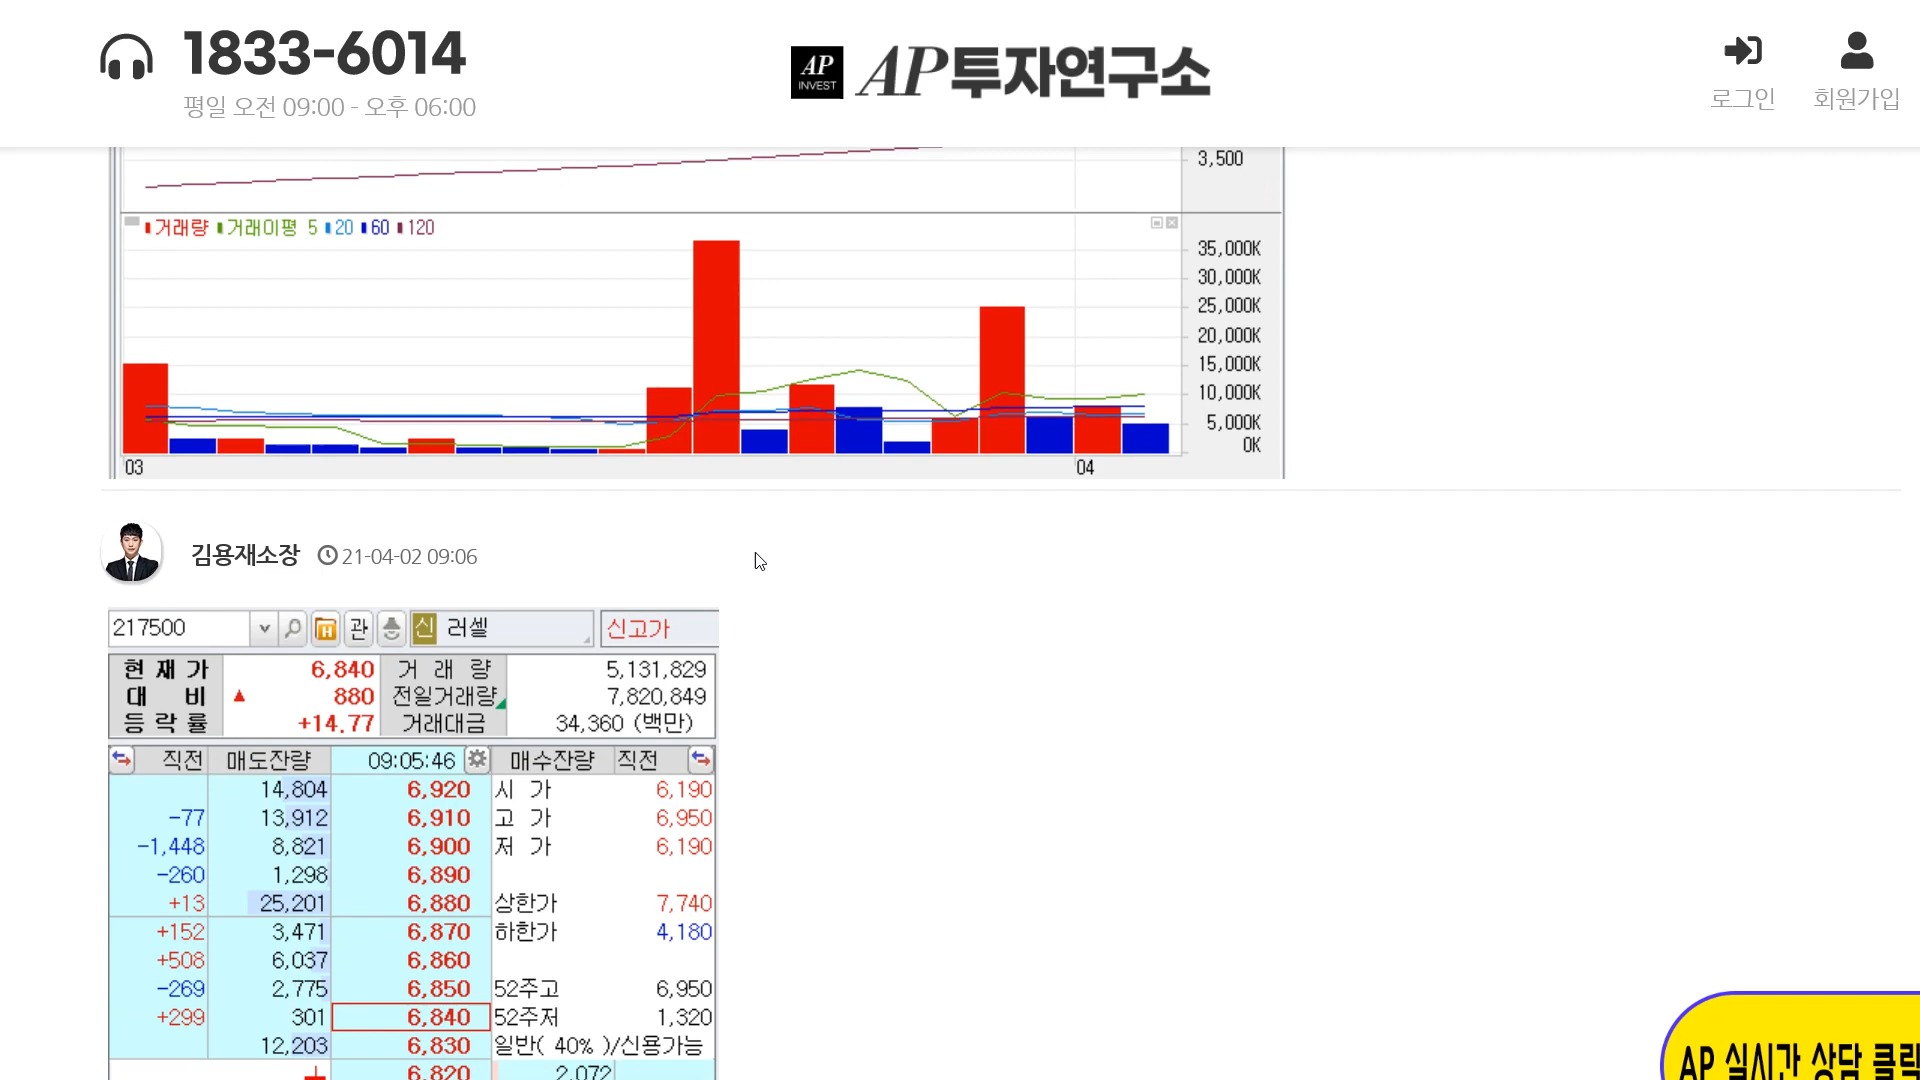 1833-6014
평일 오전 09:00 - 오후 06:00
AP INVEST AP투자연구소
로그인
회원가입
3,500
거래량 거래이평 5 20 60 120
35,000K
30,000K
25,000K
20,000K
15,000K
10,000K
5,000K
0K
03 04
김용재소장 21-04-02 09:06
217500 H 관 신 러셀 신고가
현재가 6,840 거래량 5,131,829
대비 ▲ 880 전일거래량 7,820,849
등락률 +14.77 거래대금 34,360 (백만)
직전 매도잔량 09:05:46 매수잔량 직전
14,804 6,920 시가 6,190
-77 13,912 6,910 고가 6,950
-1,448 8,821 6,900 저가 6,190
-260 1,298 6,890
+13 25,201 6,880 상한가 7,740
+152 3,471 6,870 하한가 4,180
+508 6,037 6,860
-269 2,775 6,850 52주고 6,950
+299 301 6,840 52주저 1,320
12,203 6,830 일반( 40% )/신용가능
6,820 2,072
AP 실시간 상담 클릭